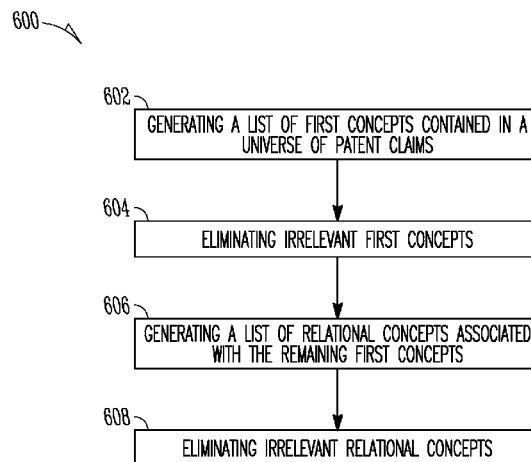 600
602
GENERATING A LIST OF FIRST CONCEPTS CONTAINED IN A
UNIVERSE OF PATENT CLAIMS
604
ELIMINATING IRRELEVANT FIRST CONCEPTS
606
GENERATING A LIST OF RELATIONAL CONCEPTS ASSOCIATED
WITH THE REMAINING FIRST CONCEPTS
608
ELIMINATING IRRELEVANT RELATIONAL CONCEPTS